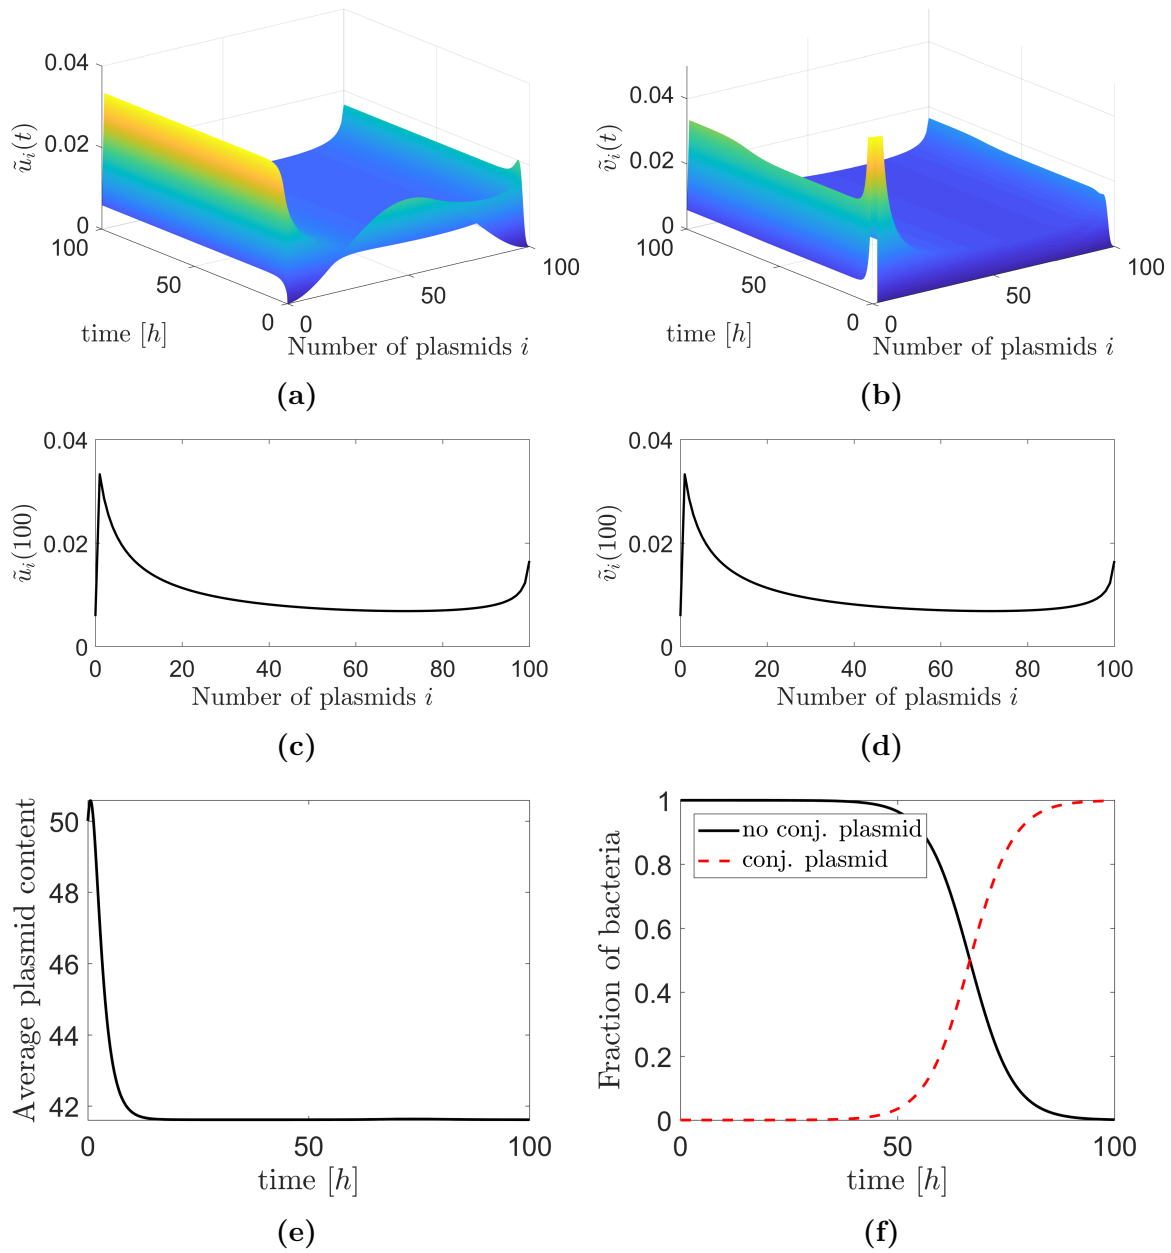 0.04
0.02
0
100
50
0
ũᵢ(t)
time [h]
0
50
100
Number of plasmids i
(a)
0.04
0.02
0
100
50
0
ṽᵢ(t)
time [h]
0
50
100
Number of plasmids i
(b)
0.04
0.02
0
ũᵢ(100)
0 20 40 60 80 100
Number of plasmids i
(c)
0.04
0.02
0
ṽᵢ(100)
0 20 40 60 80 100
Number of plasmids i
(d)
50
48
46
44
42
Average plasmid content
0 50 100
time [h]
(e)
1
0.8
0.6
0.4
0.2
0
Fraction of bacteria
no conj. plasmid
conj. plasmid
0 50 100
time [h]
(f)